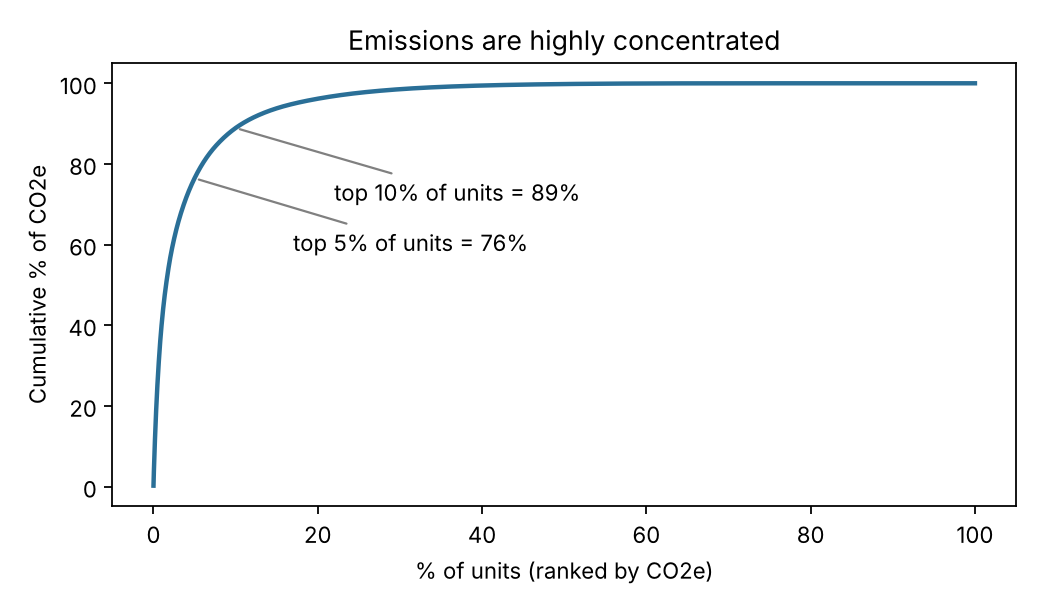 Emissions are highly concentrated
Cumulative % of CO2e
100
80
60
40
20
0
top 10% of units = 89%
top 5% of units = 76%
0 20 40 60 80 100
% of units (ranked by CO2e)